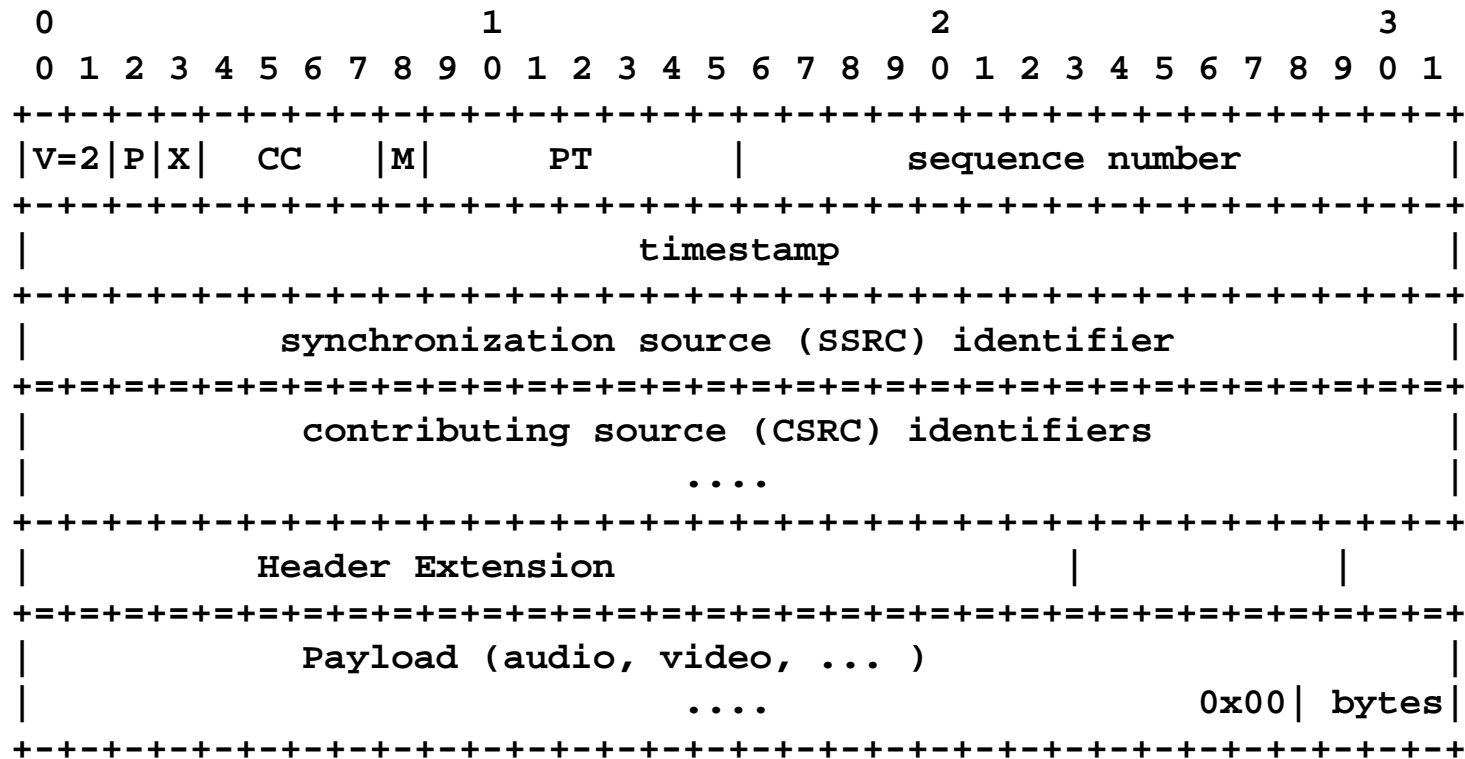 0                   1                   2                   3
 0 1 2 3 4 5 6 7 8 9 0 1 2 3 4 5 6 7 8 9 0 1 2 3 4 5 6 7 8 9 0 1
+-+-+-+-+-+-+-+-+-+-+-+-+-+-+-+-+-+-+-+-+-+-+-+-+-+-+-+-+-+-+-+-+
|V=2|P|X|  CC   |M|     PT      |       sequence number         |
+-+-+-+-+-+-+-+-+-+-+-+-+-+-+-+-+-+-+-+-+-+-+-+-+-+-+-+-+-+-+-+-+
|                           timestamp                           |
+-+-+-+-+-+-+-+-+-+-+-+-+-+-+-+-+-+-+-+-+-+-+-+-+-+-+-+-+-+-+-+-+
|           synchronization source (SSRC) identifier            |
+=+=+=+=+=+=+=+=+=+=+=+=+=+=+=+=+=+=+=+=+=+=+=+=+=+=+=+=+=+=+=+=+
|            contributing source (CSRC) identifiers             |
|                             ....                              |
+-+-+-+-+-+-+-+-+-+-+-+-+-+-+-+-+-+-+-+-+-+-+-+-+-+-+-+-+-+-+-+-+
|          Header Extension                    |           |
+=+=+=+=+=+=+=+=+=+=+=+=+=+=+=+=+=+=+=+=+=+=+=+=+=+=+=+=+=+=+=+=+
|            Payload (audio, video, ... )                       |
|                             ....                   0x00| bytes|
+-+-+-+-+-+-+-+-+-+-+-+-+-+-+-+-+-+-+-+-+-+-+-+-+-+-+-+-+-+-+-+-+